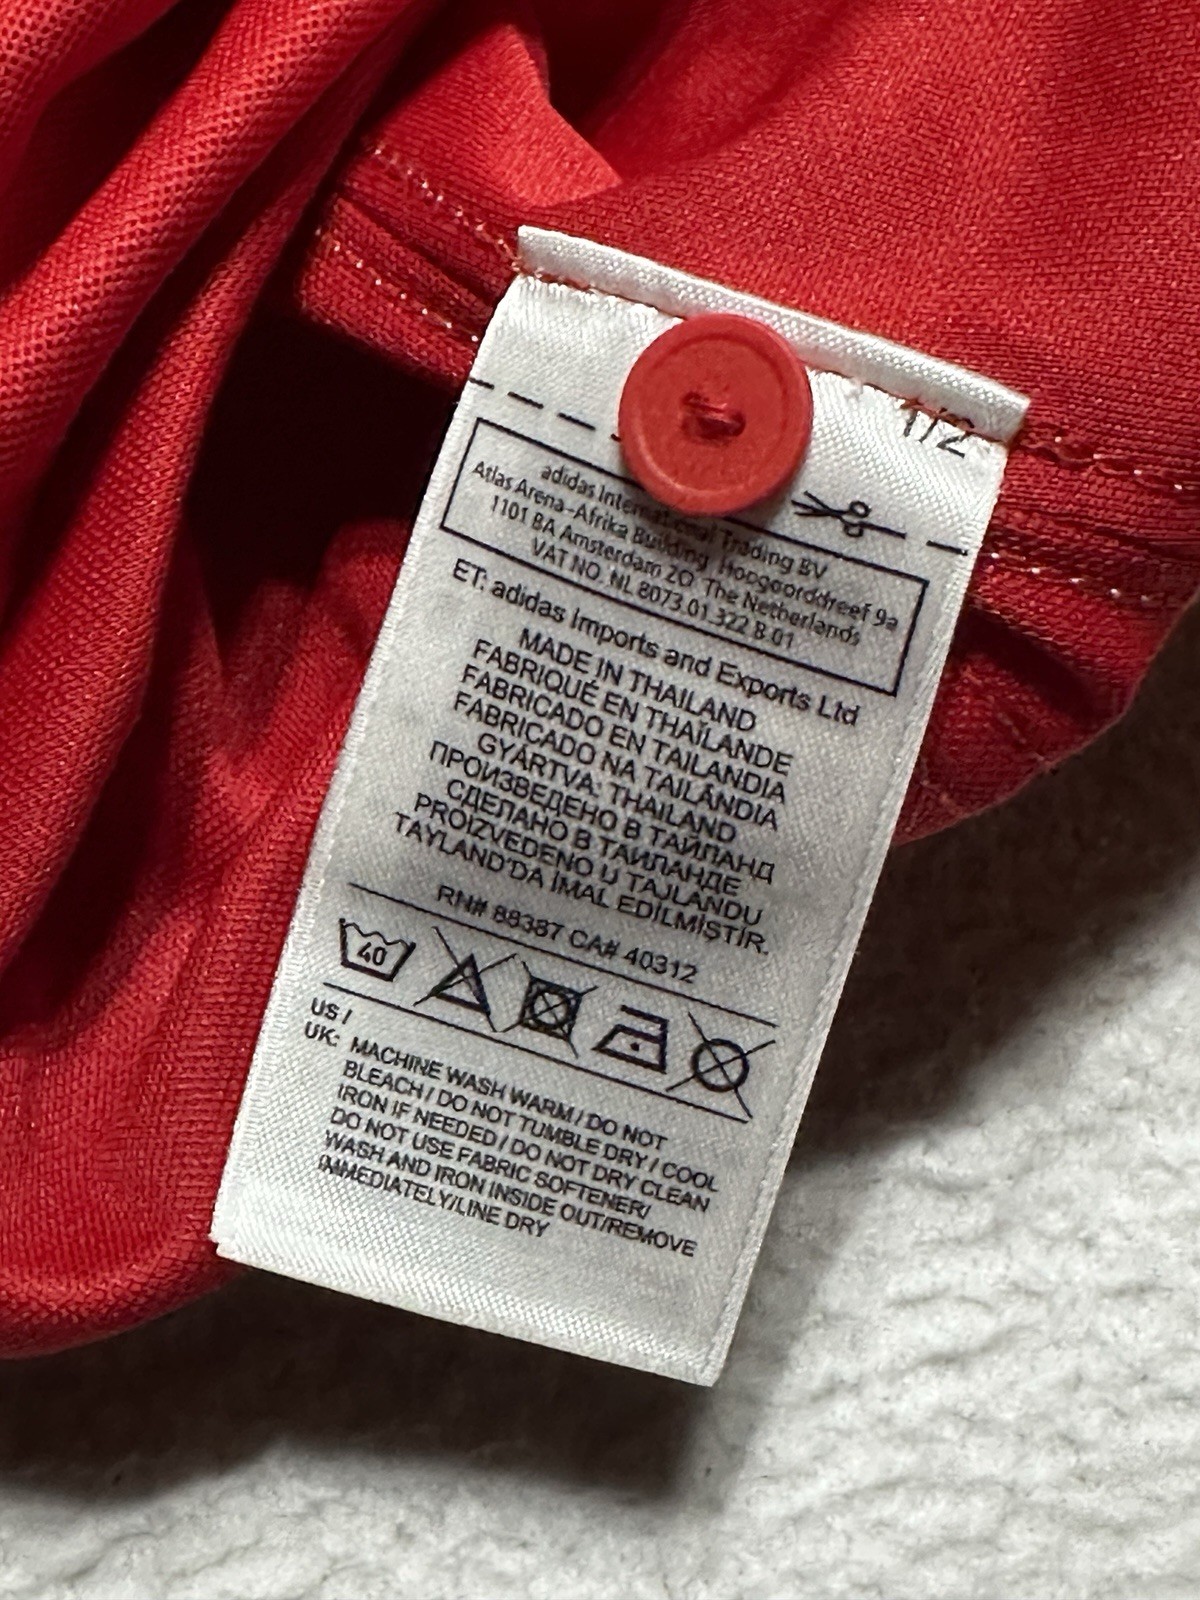 1/2
adidas International Trading BV
Atlas Arena-Afrika Building Hoogoorddreef 9a
1101 BA Amsterdam ZO The Netherlands
VAT NO. NL 8073.01.322 B 01
ET: adidas Imports and Exports Ltd
MADE IN THAILAND
FABRIQUÉ EN THAÏLANDE
FABRICADO EN TAILANDIA
FABRICADO NA TAILÂNDIA
GYÁRTVA: THAILAND
ПРОИЗВЕДЕНО В ТАЙЛАНД
СДЕЛАНО В ТАИЛАНДЕ
PROIZVEDENO U TAJLANDU
TAYLAND'DA İMAL EDİLMİŞTİR.
RN# 88387 CA# 40312
40
US /
UK: MACHINE WASH WARM / DO NOT
BLEACH / DO NOT TUMBLE DRY / COOL
IRON IF NEEDED / DO NOT DRY CLEAN
DO NOT USE FABRIC SOFTENER/
WASH AND IRON INSIDE OUT/REMOVE
IMMEDIATELY/LINE DRY